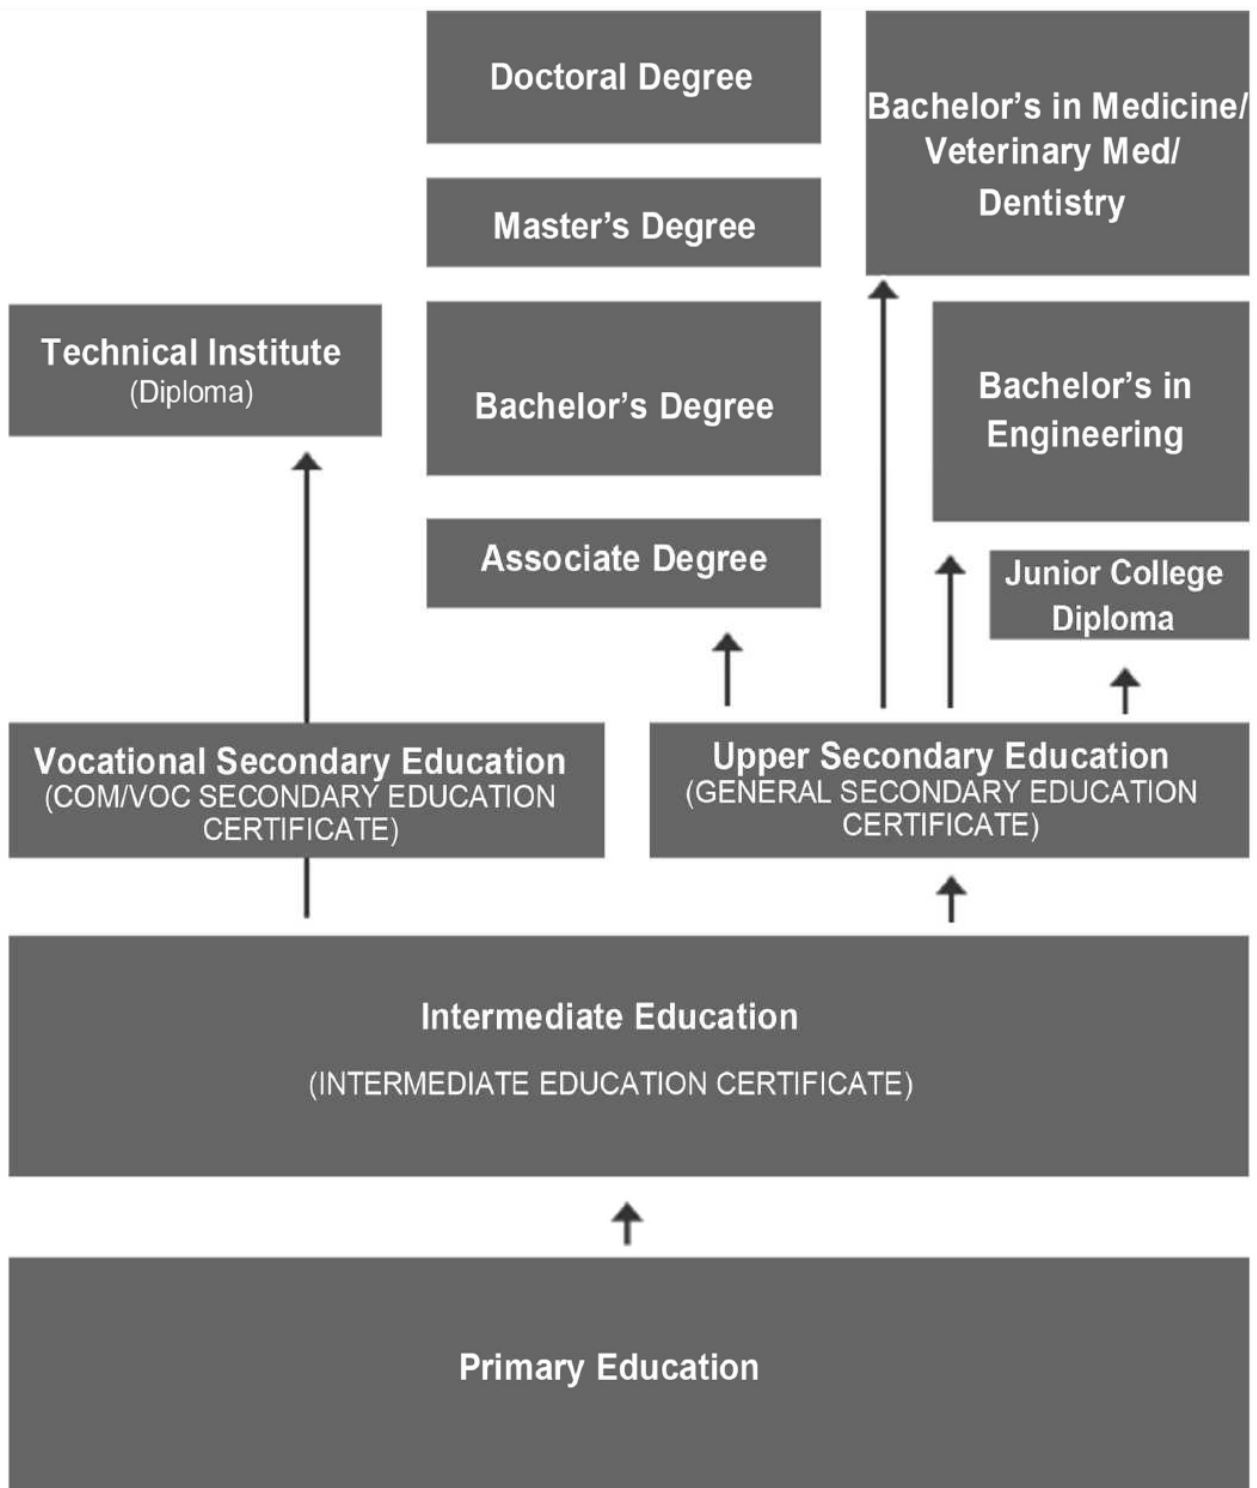 Doctoral Degree
Bachelor’s in Medicine/
Veterinary Med/
Dentistry
Master’s Degree
Technical Institute
(Diploma)
Bachelor’s Degree
Bachelor’s in
Engineering
Associate Degree
Junior College
Diploma
Vocational Secondary Education
(COM/VOC SECONDARY EDUCATION
CERTIFICATE)
Upper Secondary Education
(GENERAL SECONDARY EDUCATION
CERTIFICATE)
Intermediate Education
(INTERMEDIATE EDUCATION CERTIFICATE)
Primary Education